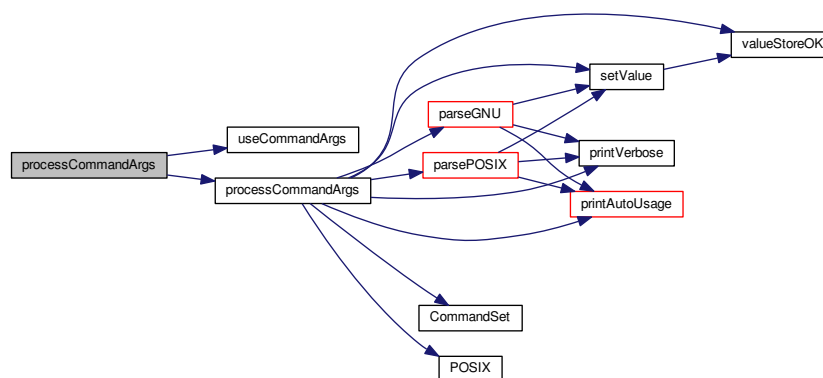 processCommandArgs
useCommandArgs
processCommandArgs
parseGNU
parsePOSIX
setValue
valueStoreOK
printVerbose
printAutoUsage
CommandSet
POSIX